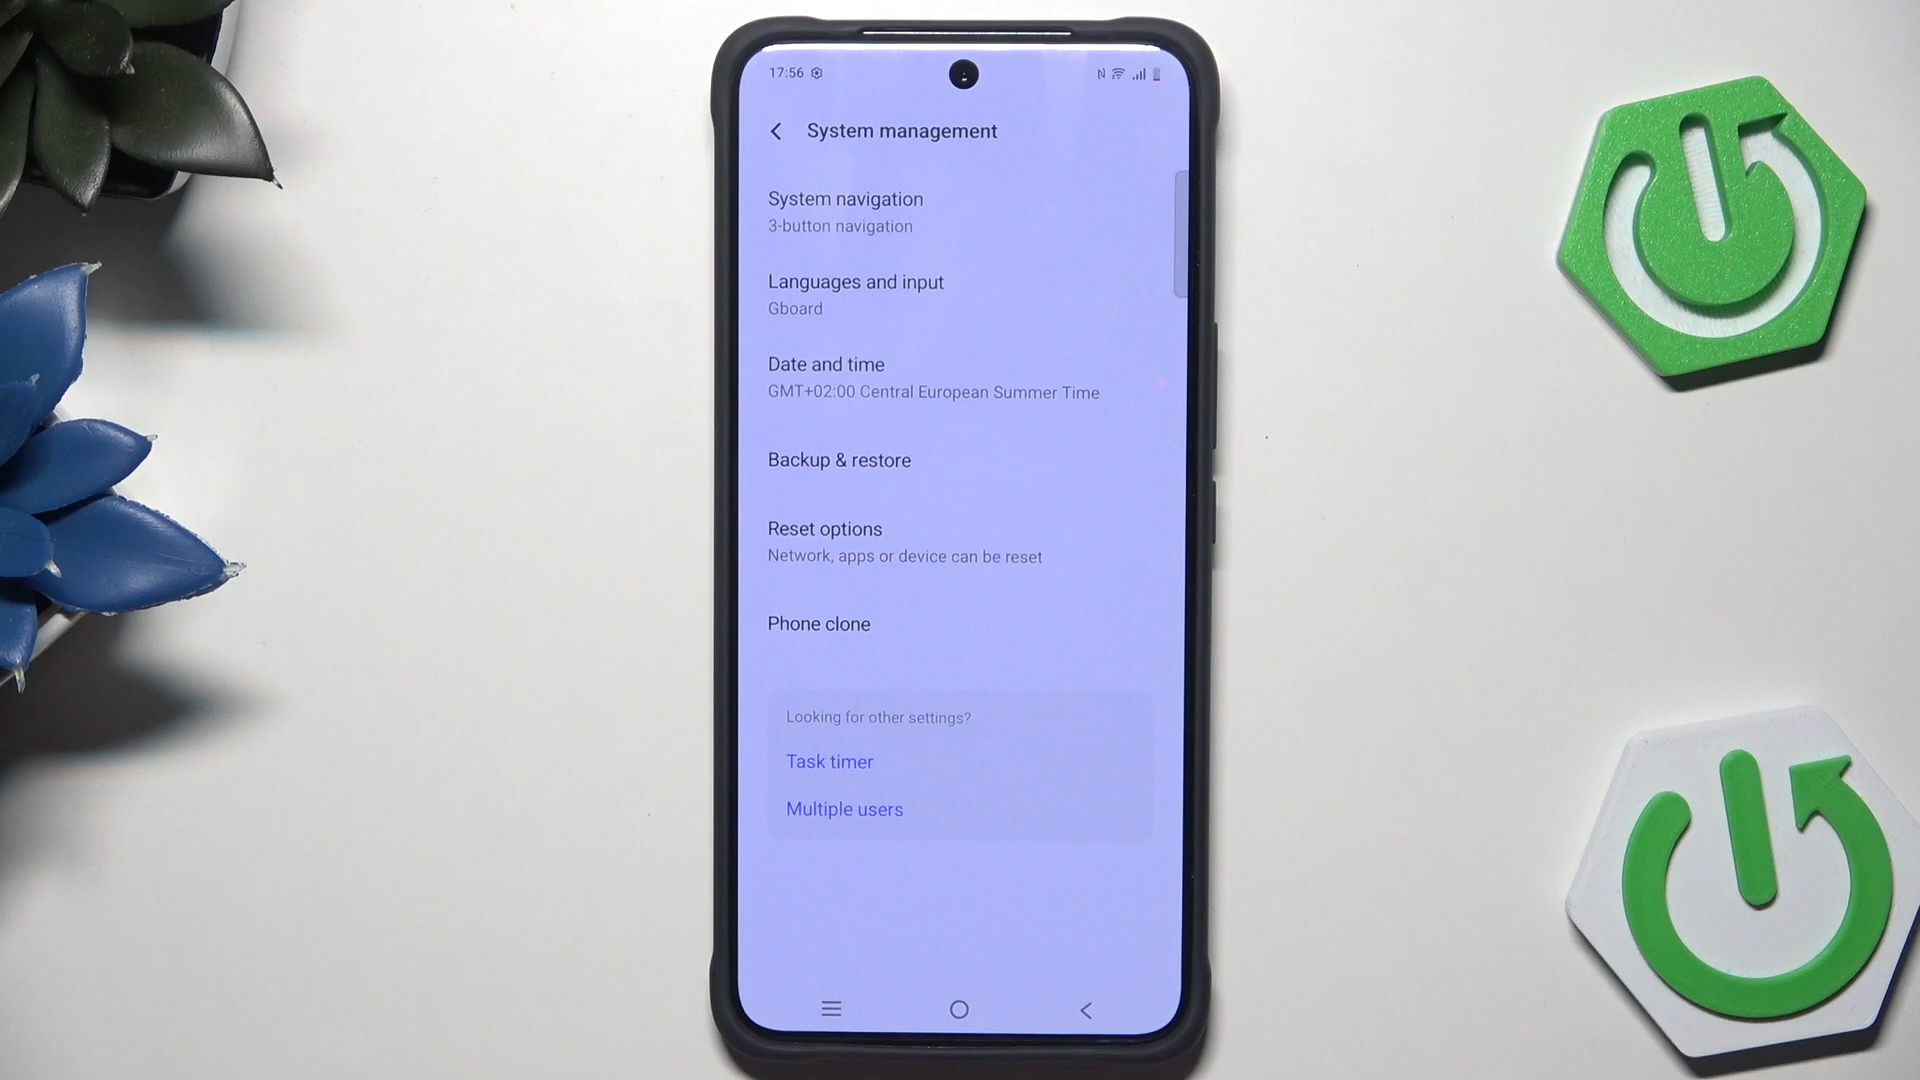 17:56
System management
System navigation
3-button navigation
Languages and input
Gboard
Date and time
GMT+02:00 Central European Summer Time
Backup & restore
Reset options
Network, apps or device can be reset
Phone clone
Looking for other settings?
Task timer
Multiple users